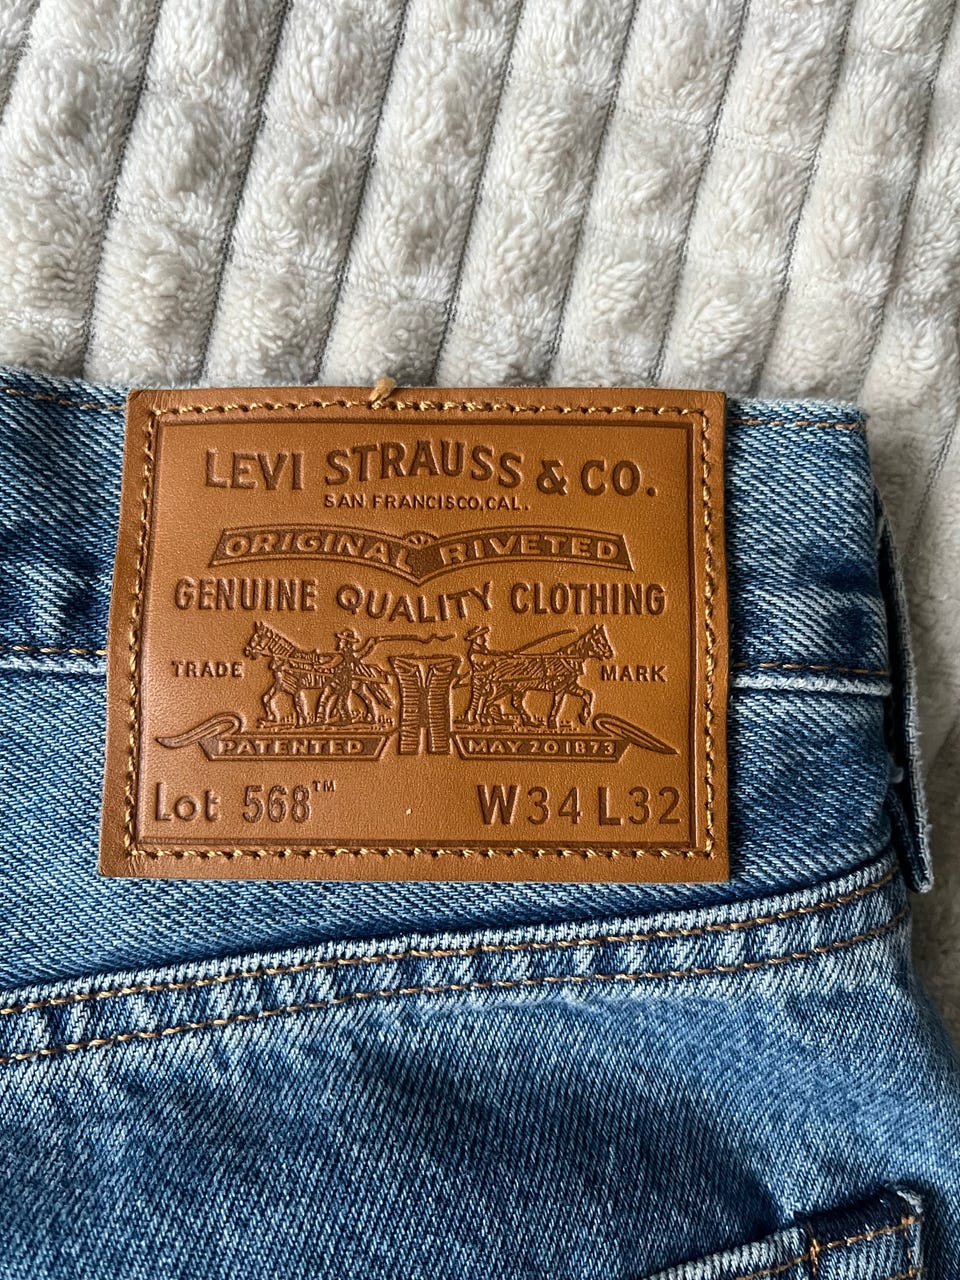 LEVI STRAUSS & CO.
SAN FRANCISCO, CAL.
ORIGINAL RIVETED
GENUINE QUALITY CLOTHING
TRADE MARK
PATENTED MAY 20 1873
Lot 568™ W34 L32